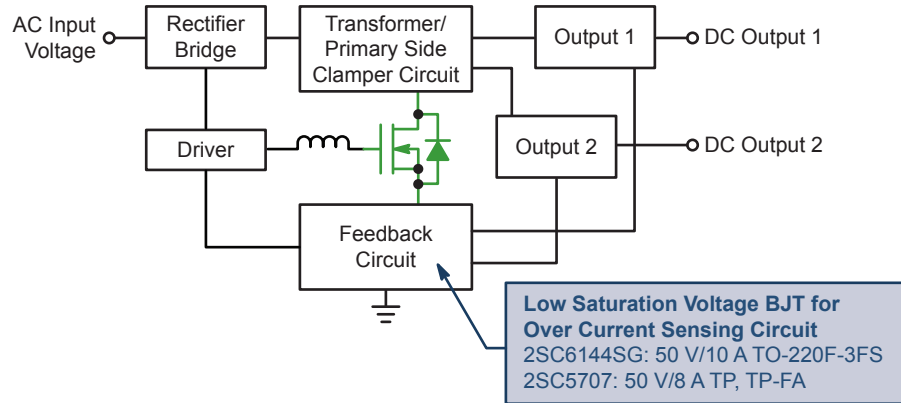 AC Input
Voltage
Rectifier
Bridge
Transformer/
Primary Side
Clamper Circuit
Output 1
DC Output 1
Driver
Output 2
DC Output 2
Feedback
Circuit
Low Saturation Voltage BJT for
Over Current Sensing Circuit
2SC6144SG: 50 V/10 A TO-220F-3FS
2SC5707: 50 V/8 A TP, TP-FA